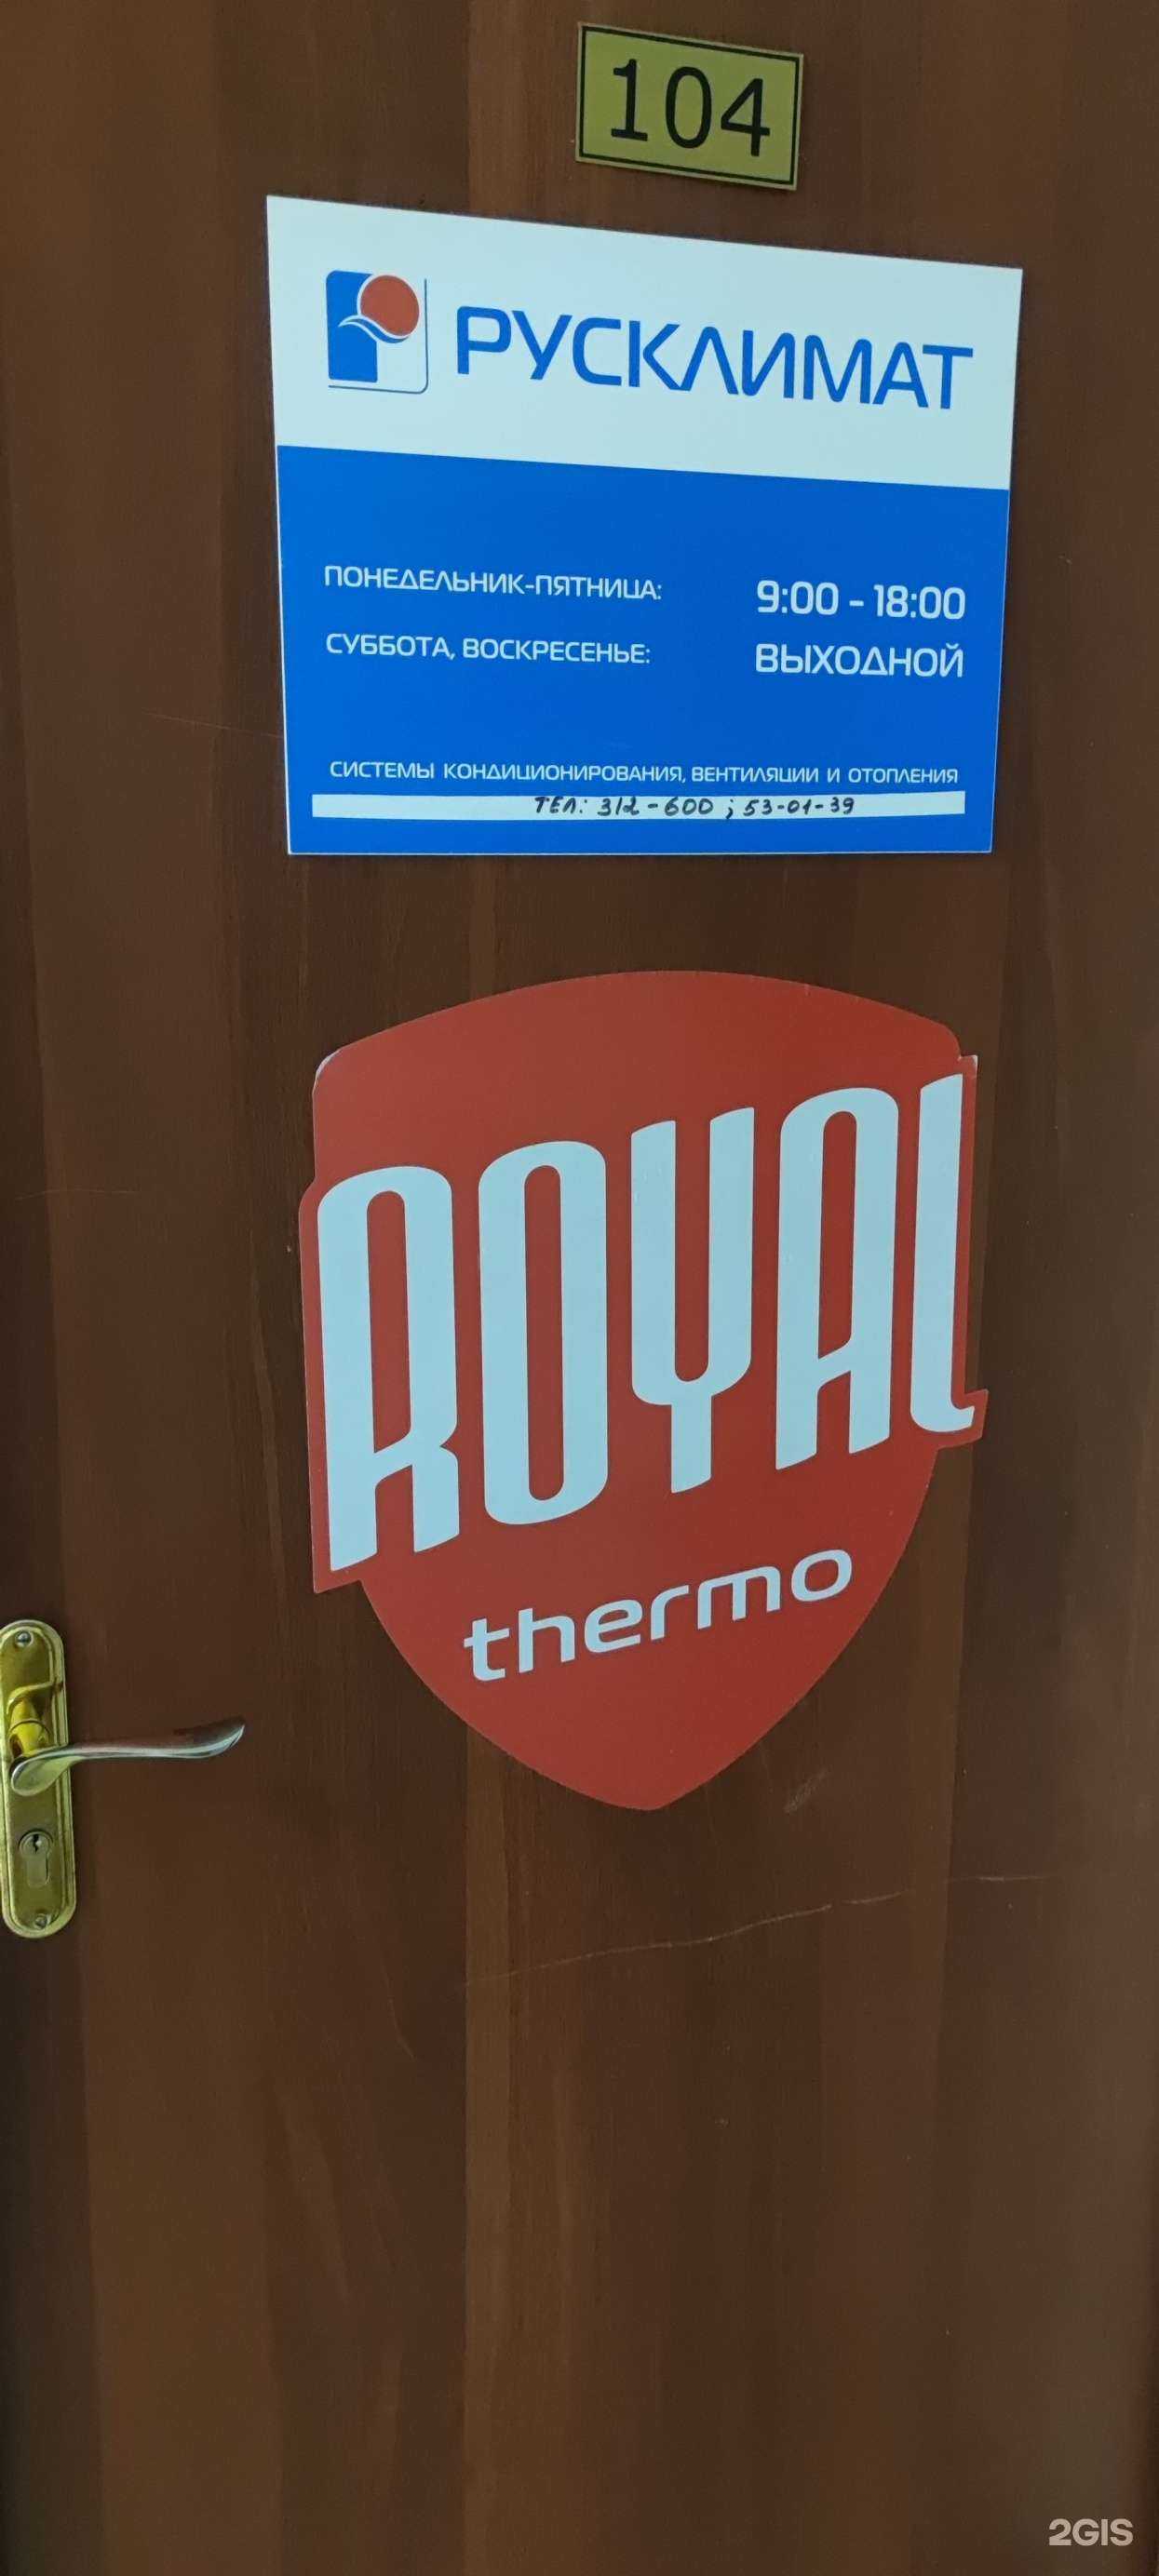 104
РУСКЛИМАТ
ПОНЕДЕЛЬНИК-ПЯТНИЦА: 9:00 - 18:00
СУББОТА, ВОСКРЕСЕНЬЕ: ВЫХОДНОЙ
СИСТЕМЫ КОНДИЦИОНИРОВАНИЯ, ВЕНТИЛЯЦИИ И ОТОПЛЕНИЯ
ТЕЛ: 312-600 ; 53-01-39
ROYAL
thermo
2GIS